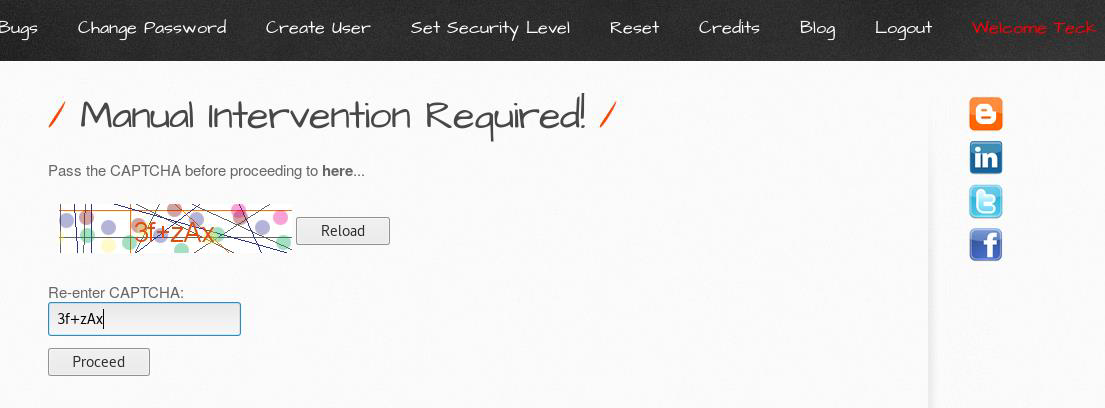 Bugs Change Password Create User Set Security Level Reset Credits Blog Logout Welcome Teck
/ Manual Intervention Required! /
Pass the CAPTCHA before proceeding to here...
3f+zAx Reload
Re-enter CAPTCHA:
3f+zAx
Proceed